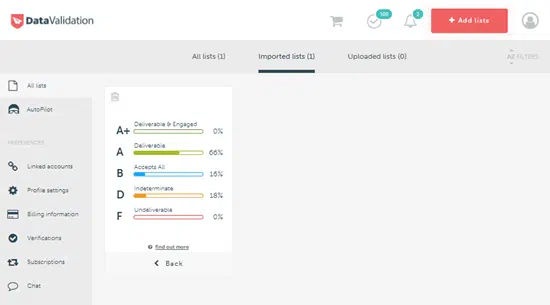 DataValidation
100
2
+ Add lists
All lists (1)
Imported lists (1)
Uploaded lists (0)
All FILTERS
All lists
AutoPilot
PREFERENCES
Linked accounts
Profile settings
Billing information
Verifications
Subscriptions
Chat
Deliverable & Engaged
A+ 0%
Deliverable
A 66%
Accepts All
B 16%
Indeterminate
D 18%
Undeliverable
F 0%
find out more
Back